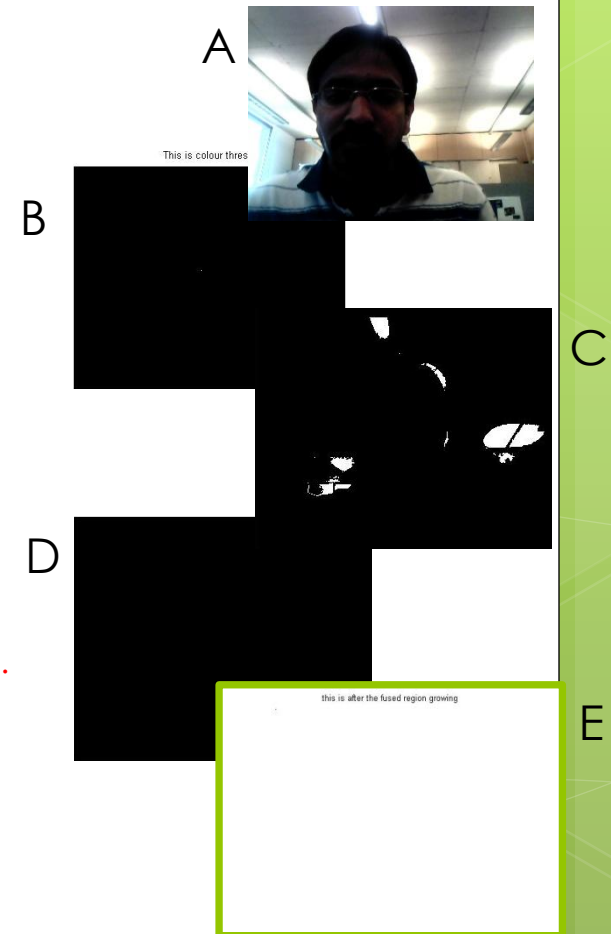 A
This is colour thres
B
C
D
this is after the fused region growing
E